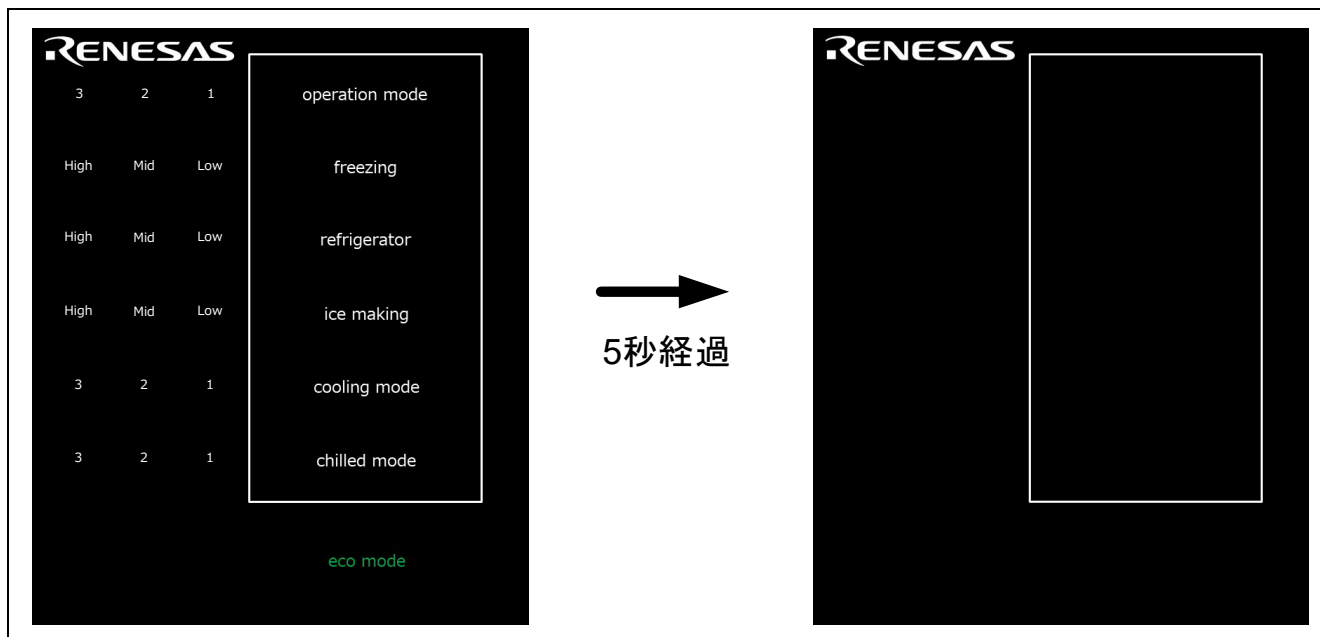 RENESAS
3 2 1 operation mode
High Mid Low freezing
High Mid Low refrigerator
High Mid Low ice making
3 2 1 cooling mode
3 2 1 chilled mode
eco mode
5秒経過
RENESAS